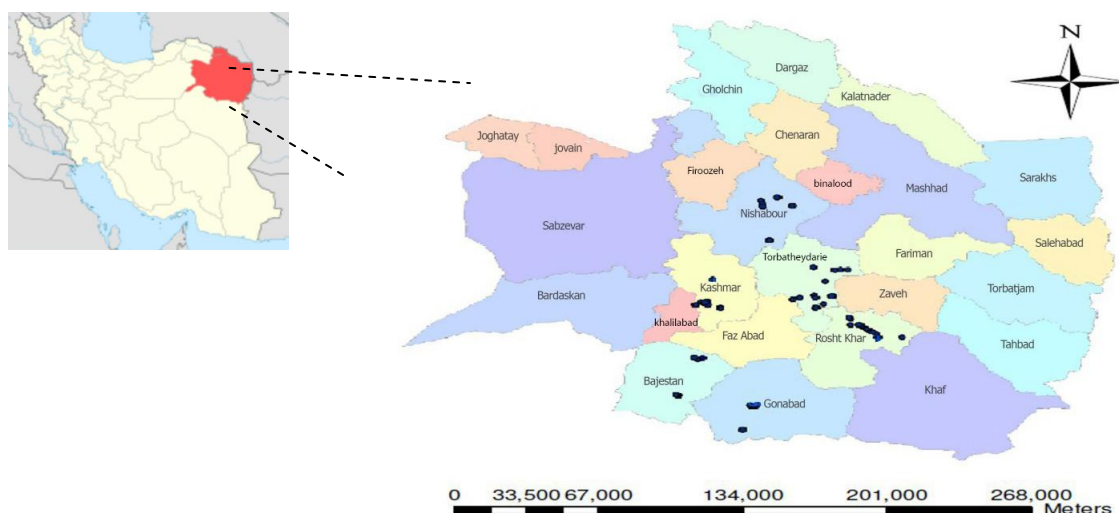 N
Dargaz
Gholchin
Kalatnader
Chenaran
Joghatay
jovain
Firoozeh
binalood
Mashhad
Sarakhs
Nishabour
Sabzevar
Salehabad
Torbatheydarie
Fariman
Kashmar
Zaveh
Torbatjam
Bardaskan
khalilabad
Faz Abad
Rosht Khar
Tahbad
Bajestan
Khaf
Gonabad
0 33,500 67,000 134,000 201,000 268,000
Meters